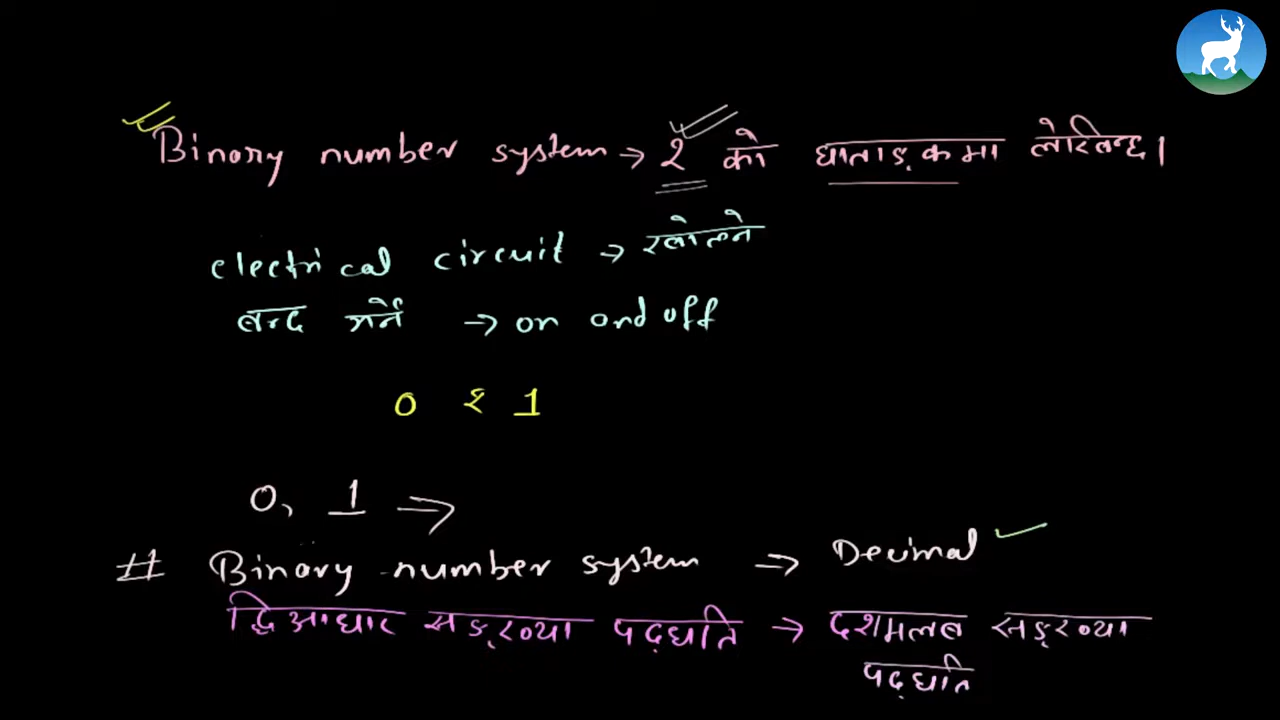 Binary number system → २ को घाताङ्कमा लेखिन्छ।
electrical circuit → खोल्ने
बन्द गर्ने → on and off
0 र 1
0, 1 ⇒
# Binary number system → Decimal
द्विआधार सङ्ख्या पद्धति → दशमलव सङ्ख्या
पद्धति